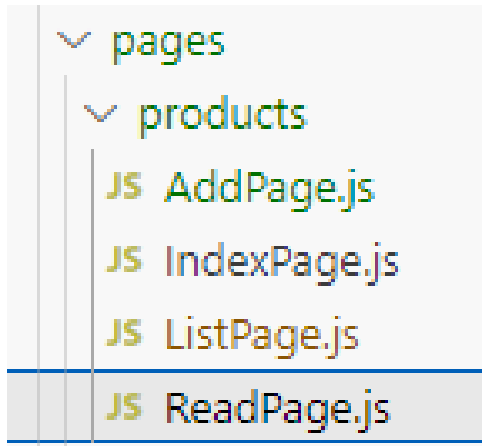 pages
products
JS AddPage.js
JS IndexPage.js
JS ListPage.js
JS ReadPage.js